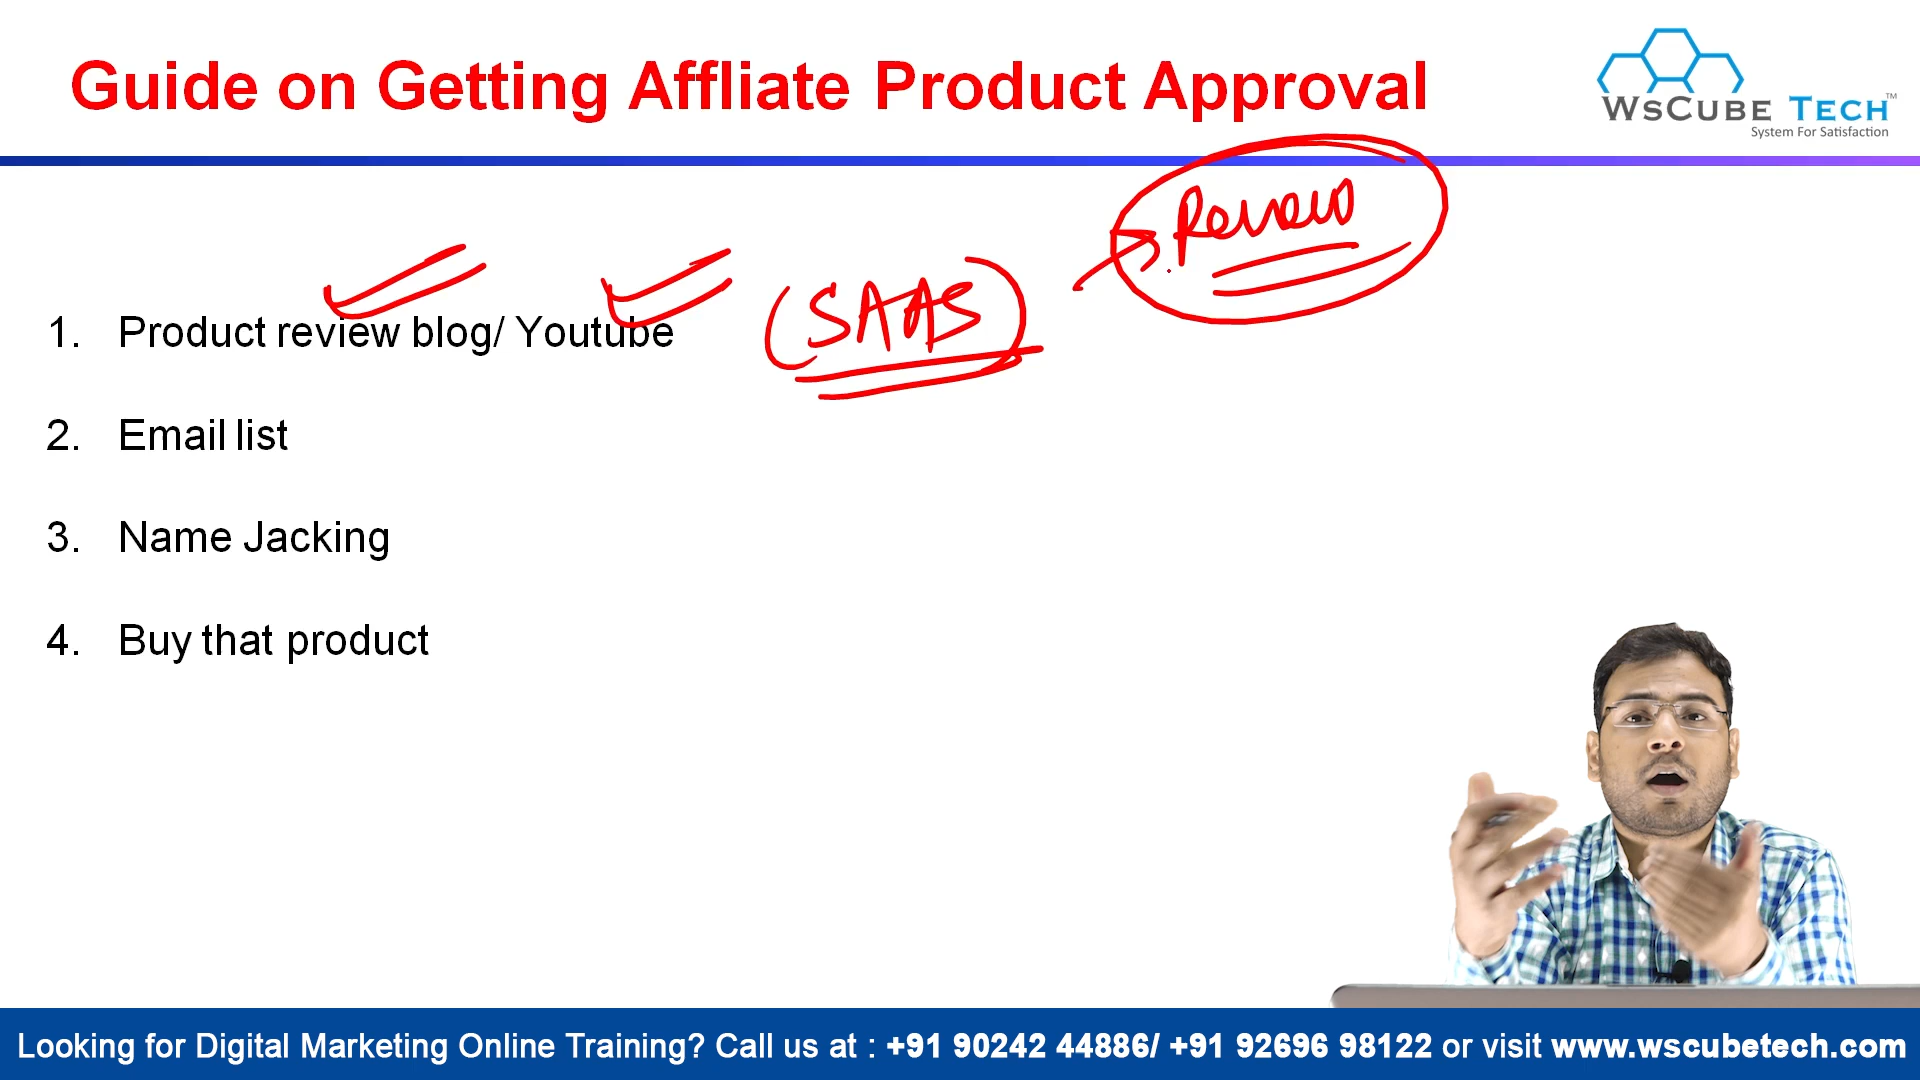 Guide on Getting Affliate Product Approval
WsCube Tech™
System For Satisfaction
Review
(SAAS)
1. Product review blog/ Youtube
2. Email list
3. Name Jacking
4. Buy that product
Looking for Digital Marketing Online Training? Call us at : +91 90242 44886/ +91 92696 98122 or visit www.wscubetech.com